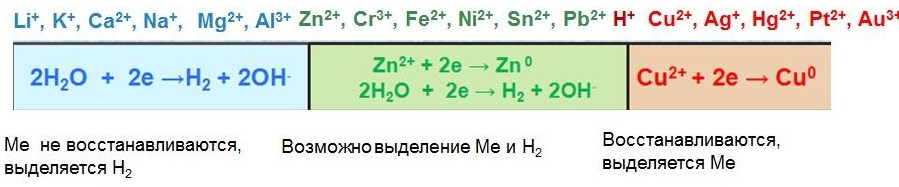 Li⁺, K⁺, Ca²⁺, Na⁺, Mg²⁺, Al³⁺ Zn²⁺, Cr³⁺, Fe²⁺, Ni²⁺, Sn²⁺, Pb²⁺ H⁺ Cu²⁺, Ag⁺, Hg²⁺, Pt²⁺, Au³⁺
2H₂O + 2e →H₂ + 2OH⁻
Zn²⁺ + 2e → Zn⁰
2H₂O + 2e → H₂ + 2OH⁻
Cu²⁺ + 2e → Cu⁰
Ме не восстанавливаются,
выделяется H₂
Возможно выделение Ме и H₂
Восстанавливаются,
выделяется Ме